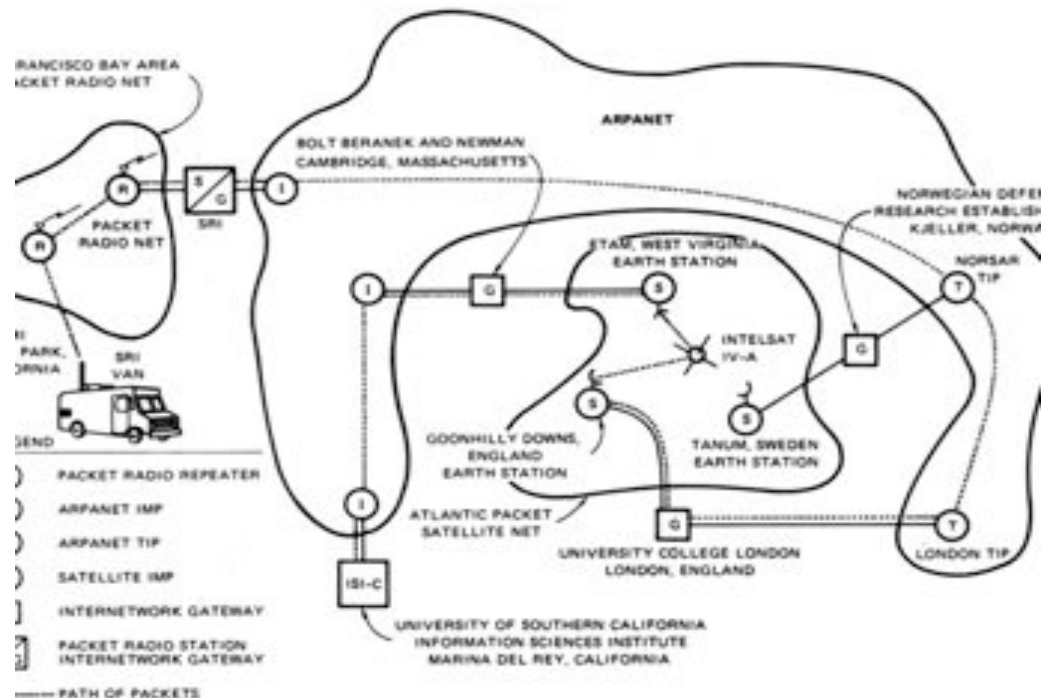 RANCISCO BAY AREA
ACKET RADIO NET
ARPANET
BOLT BERANEK AND NEWMAN
CAMBRIDGE, MASSACHUSETTS
R
S
G
I
SRI
PACKET
RADIO NET
R
NORWEGIAN DEFE
RESEARCH ESTABLIS
KJELLER, NORWA
ETAM, WEST VIRGINIA
EARTH STATION
NORSAR
TIP
I
G
S
T
INTELSAT
IV-A
G
PARK,
ORNIA
SRI
VAN
S
S
GOONHILLY DOWNS,
ENGLAND
EARTH STATION
TANUM, SWEDEN
EARTH STATION
GEND
PACKET RADIO REPEATER
ARPANET IMP
ARPANET TIP
SATELLITE IMP
INTERNETWORK GATEWAY
PACKET RADIO STATION
INTERNETWORK GATEWAY
PATH OF PACKETS
I
ATLANTIC PACKET
SATELLITE NET
G
T
UNIVERSITY COLLEGE LONDON
LONDON, ENGLAND
LONDON TIP
ISI-C
UNIVERSITY OF SOUTHERN CALIFORNIA
INFORMATION SCIENCES INSTITUTE
MARINA DEL REY, CALIFORNIA